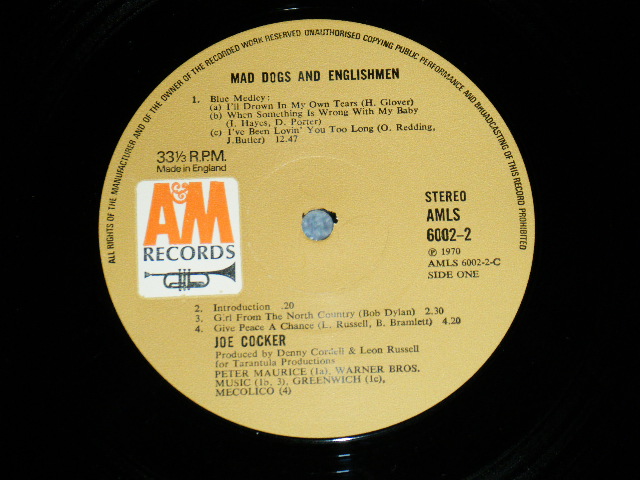 ALL RIGHTS OF THE MANUFACTURER AND OF THE OWNER OF THE RECORDED WORK RESERVED UNAUTHORISED COPYING PUBLIC PERFORMANCE AND BROADCASTING OF THIS RECORD PROHIBITED
MAD DOGS AND ENGLISHMEN
1. Blue Medley:
(a) I'll Drown In My Own Tears (H. Glover)
(b) When Something Is Wrong With My Baby
(I. Hayes, D. Porter)
(c) I've Been Lovin' You Too Long (O. Redding,
J.Butler) 12.47
33⅓ R.P.M.
Made in England
A&M
RECORDS
STEREO
AMLS
6002-2
℗ 1970
AMLS 6002-2-C
SIDE ONE
2. Introduction .20
3. Girl From The North Country (Bob Dylan) 2.30
4. Give Peace A Chance (L. Russell, B. Bramlett) 4.20
JOE COCKER
Produced by Denny Cordell & Leon Russell
for Tarantula Productions
PETER MAURICE (1a), WARNER BROS.
MUSIC (1b, 3), GREENWICH (1c),
MECOLICO (4)